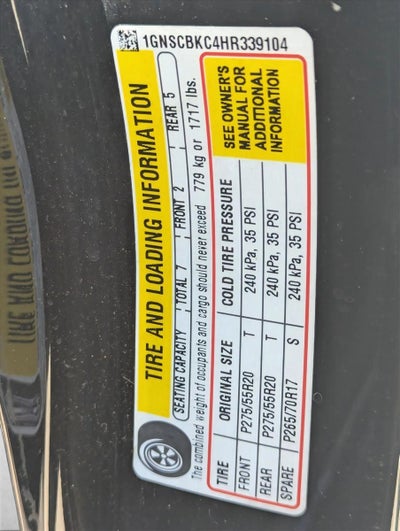 1GNSCBKC4HR339104
TIRE AND LOADING INFORMATION
SEATING CAPACITY TOTAL 7 FRONT 2 REAR 5
The combined weight of occupants and cargo should never exceed 779 kg or 1717 lbs.
TIRE ORIGINAL SIZE COLD TIRE PRESSURE
FRONT P275/55R20 T 240 kPa, 35 PSI
REAR P275/55R20 T 240 kPa, 35 PSI
SPARE P265/70R17 S 240 kPa, 35 PSI
SEE OWNER'S
MANUAL FOR
ADDITIONAL
INFORMATION